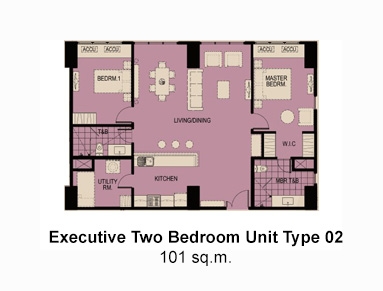 ACCU ACCU ACCU ACCU
BEDRM.1
MASTER
BEDRM.
LIVING/DINING
T&B
W.I.C
UTILITY
RM.
KITCHEN
MBR T&B
Executive Two Bedroom Unit Type 02
101 sq.m.